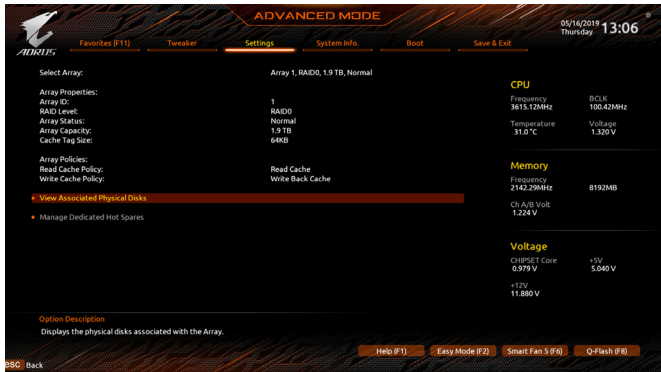 ADVANCED MODE
05/16/2019 Thursday 13:06
AORUS
Favorites (F11) Tweaker Settings System Info. Boot Save & Exit
Select Array: Array 1, RAID0, 1.9 TB, Normal
Array Properties:
Array ID: 1
RAID Level: RAID0
Array Status: Normal
Array Capacity: 1.9 TB
Cache Tag Size: 64KB
Array Policies:
Read Cache Policy: Read Cache
Write Cache Policy: Write Back Cache
View Associated Physical Disks
Manage Dedicated Hot Spares
CPU
Frequency BCLK
3615.12MHz 100.42MHz
Temperature Voltage
31.0 °C 1.320 V
Memory
Frequency
2142.29MHz 8192MB
Ch A/B Volt
1.224 V
Voltage
CHIPSET Core +5V
0.979 V 5.040 V
+12V
11.880 V
Option Description
Displays the physical disks associated with the Array.
Help (F1) Easy Mode (F2) Smart Fan 5 (F6) Q-Flash (F8)
esc Back